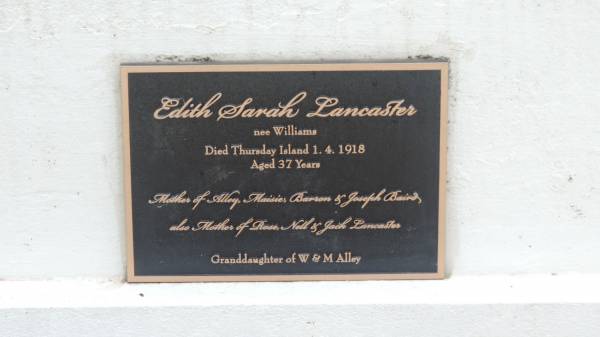 Edith Sarah Lancaster
nee Williams
Died Thursday Island 1. 4. 1918
Aged 37 Years
Mother of Alley, Maisie, Barron & Joseph Baird,
also Mother of Rose, Nell & Jack Lancaster
Granddaughter of W & M Alley